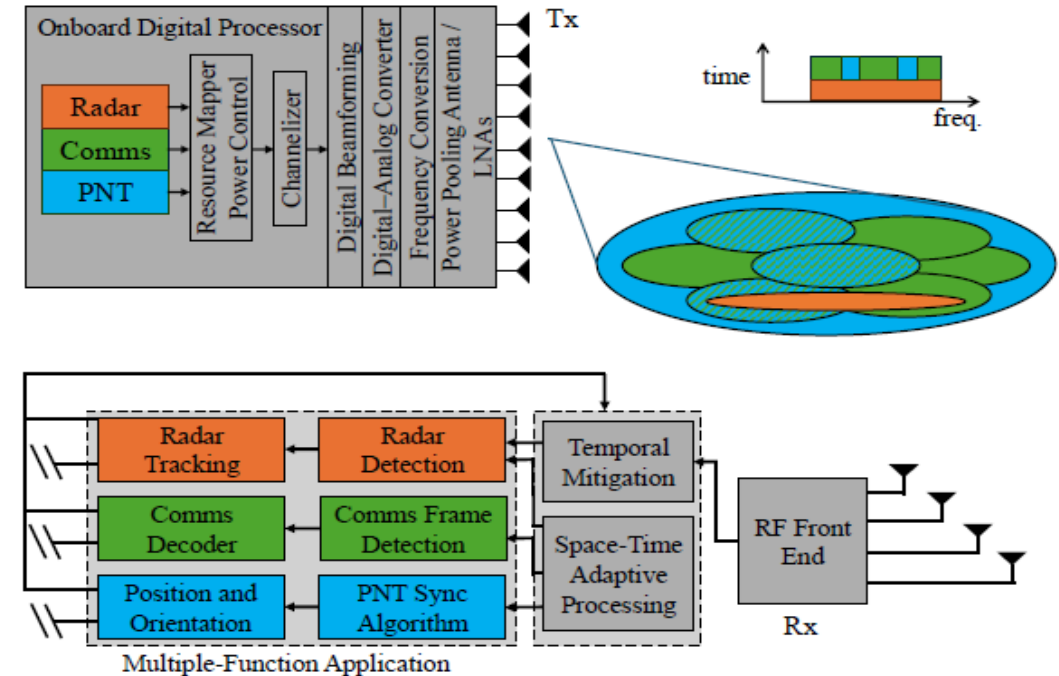 Onboard Digital Processor
Radar
Comms
PNT
Resource Mapper
Power Control
Channelizer
Digital Beamforming
Digital–Analog Converter
Frequency Conversion
Power Pooling Antenna /
LNAs
Tx
time
freq.
Radar
Tracking
Radar
Detection
Temporal
Mitigation
Comms
Decoder
Comms Frame
Detection
Space-Time
Adaptive
Processing
RF Front
End
Position and
Orientation
PNT Sync
Algorithm
Rx
Multiple-Function Application